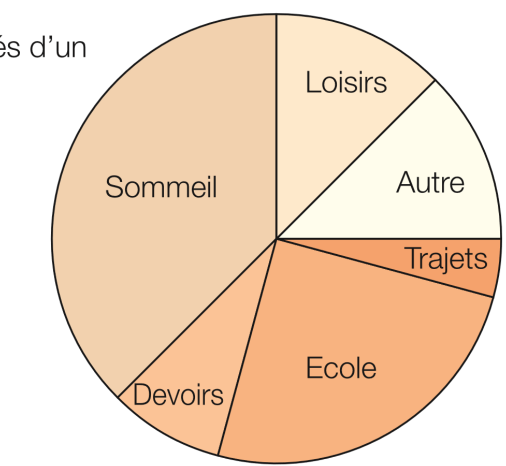 és d'un
Loisirs
Autre
Sommeil
Trajets
Ecole
Devoirs